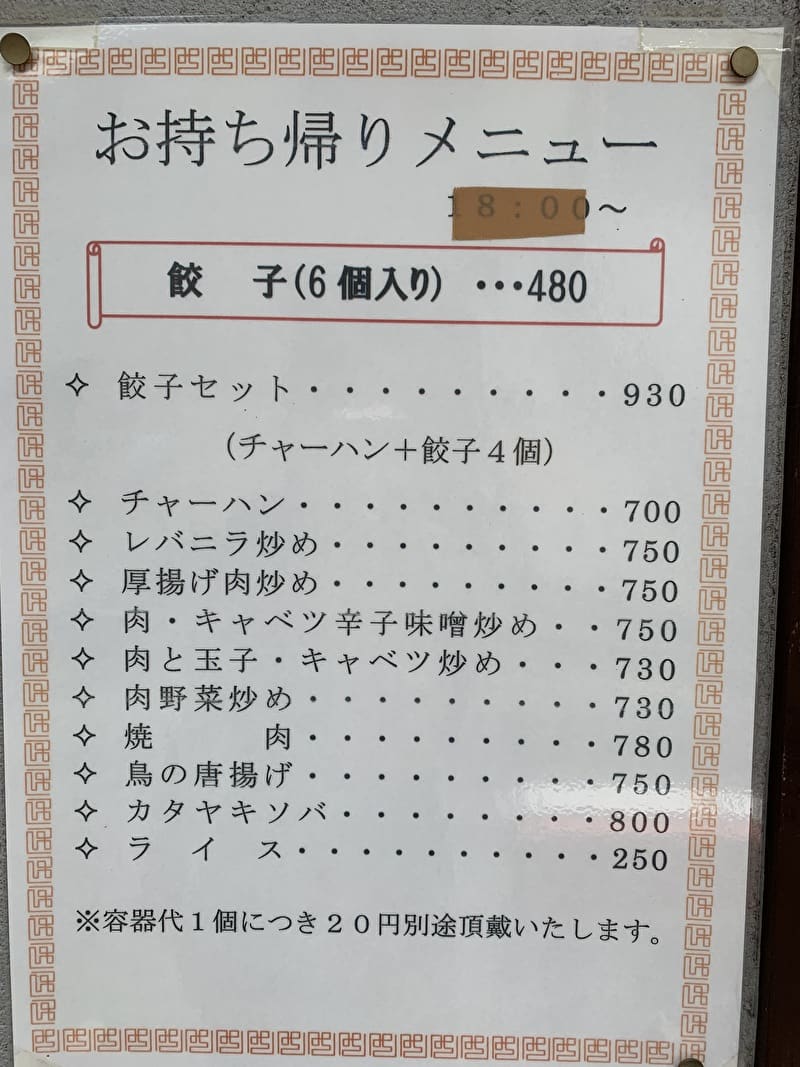 お持ち帰りメニュー
18:00～
餃 子(6個入り) ･･･480
✧ 餃子セット・・・・・・・・・930
(チャーハン＋餃子４個)
✧ チャーハン・・・・・・・・・・700
✧ レバニラ炒め・・・・・・・・・750
✧ 厚揚げ肉炒め・・・・・・・・・750
✧ 肉・キャベツ辛子味噌炒め・・750
✧ 肉と玉子・キャベツ炒め・・・730
✧ 肉野菜炒め・・・・・・・・・730
✧ 焼　　　肉・・・・・・・・・780
✧ 鳥の唐揚げ・・・・・・・・・750
✧ カタヤキソバ・・・・・・・・800
✧ ラ　イ　ス・・・・・・・・・・250
※容器代１個につき２０円別途頂戴いたします。